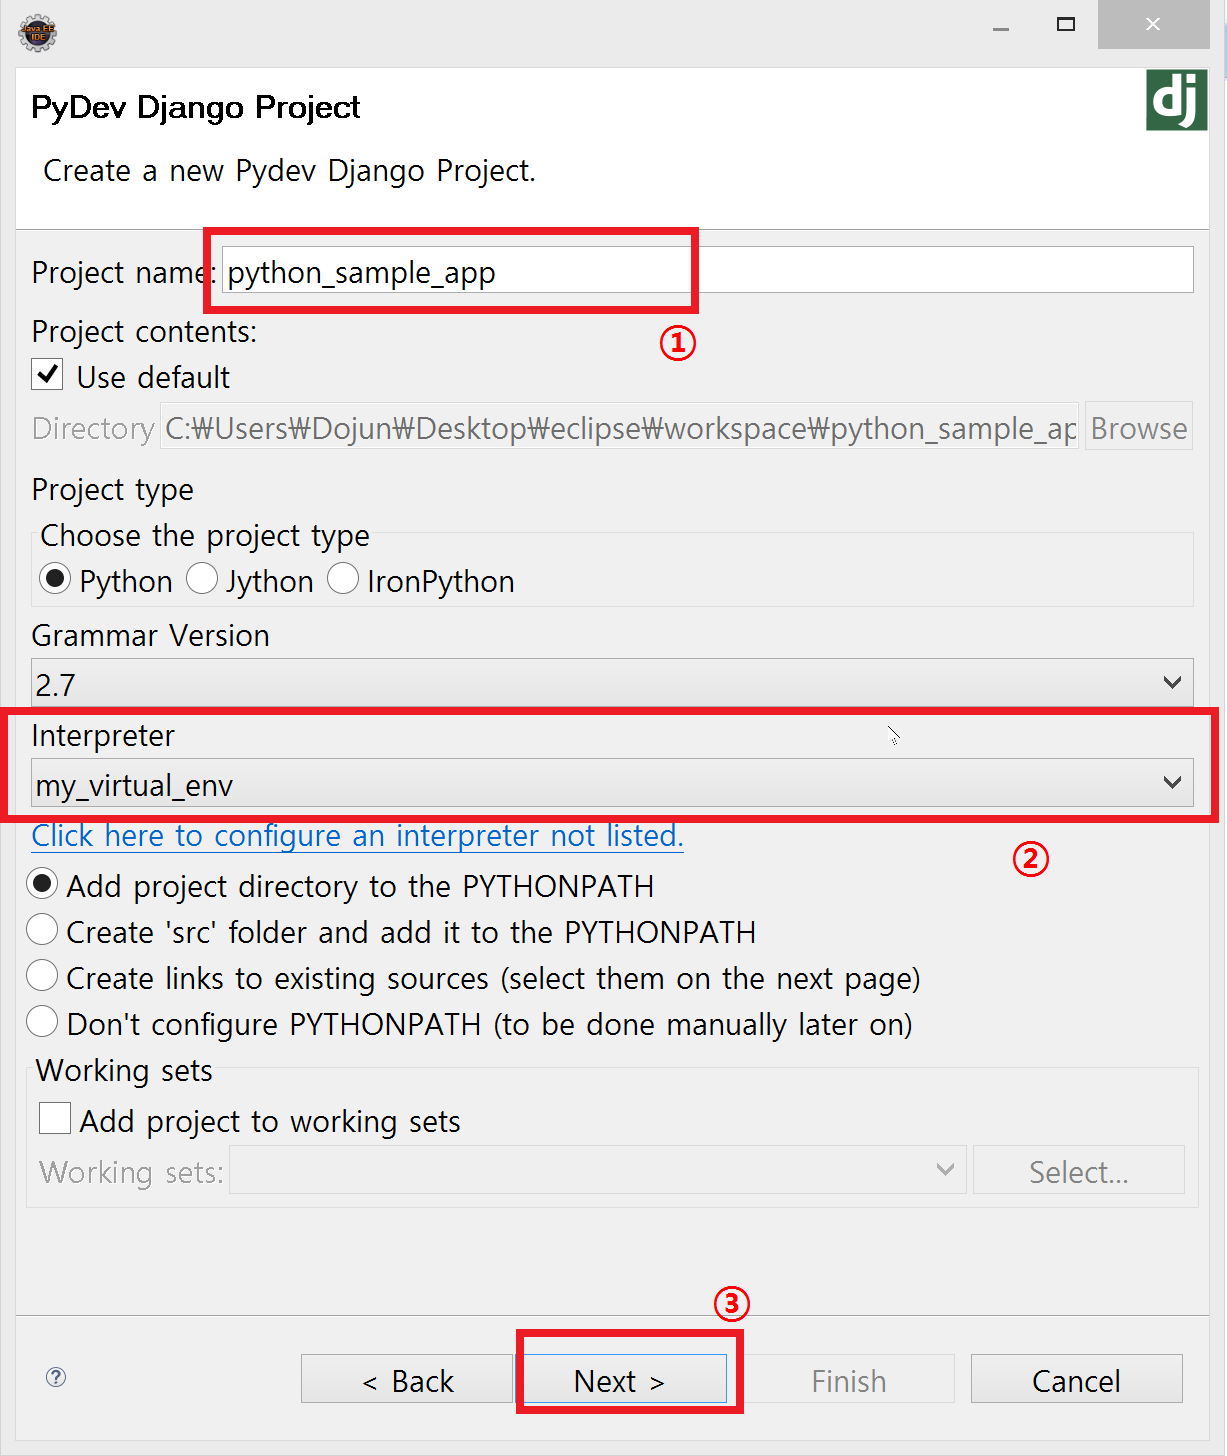 Java EE
IDE
dj
PyDev Django Project
Create a new Pydev Django Project.
Project name: python_sample_app
①
Project contents:
Use default
Directory C:₩Users₩Dojun₩Desktop₩eclipse₩workspace₩python_sample_ap Browse
Project type
Choose the project type
Python Jython IronPython
Grammar Version
2.7
Interpreter
my_virtual_env
Click here to configure an interpreter not listed.
②
Add project directory to the PYTHONPATH
Create 'src' folder and add it to the PYTHONPATH
Create links to existing sources (select them on the next page)
Don't configure PYTHONPATH (to be done manually later on)
Working sets
Add project to working sets
Working sets: Select...
③
? < Back Next > Finish Cancel